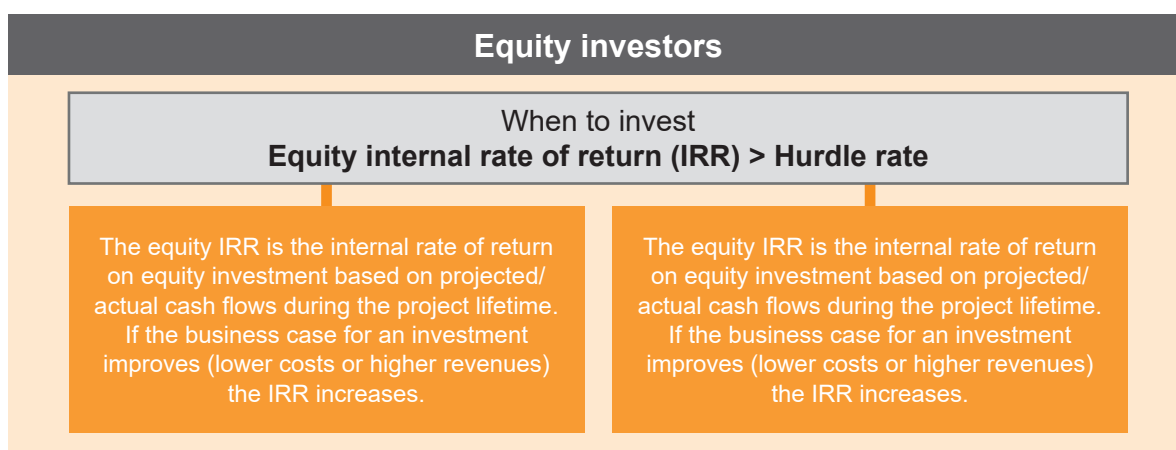 Equity investors
When to invest
Equity internal rate of return (IRR) > Hurdle rate
The equity IRR is the internal rate of return
on equity investment based on projected/
actual cash flows during the project lifetime.
If the business case for an investment
improves (lower costs or higher revenues)
the IRR increases.
The equity IRR is the internal rate of return
on equity investment based on projected/
actual cash flows during the project lifetime.
If the business case for an investment
improves (lower costs or higher revenues)
the IRR increases.